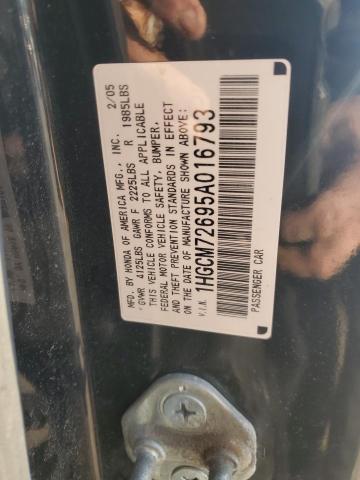 MFD. BY HONDA OF AMERICA MFG., INC. 2/05
GVWR 4125LBS GAWR F 2225LBS R 1985LBS
THIS VEHICLE CONFORMS TO ALL APPLICABLE
FEDERAL MOTOR VEHICLE SAFETY, BUMPER,
AND THEFT PREVENTION STANDARDS IN EFFECT
ON THE DATE OF MANUFACTURE SHOWN ABOVE:
V.I.N. 1HGCM72695A016793
PASSENGER CAR